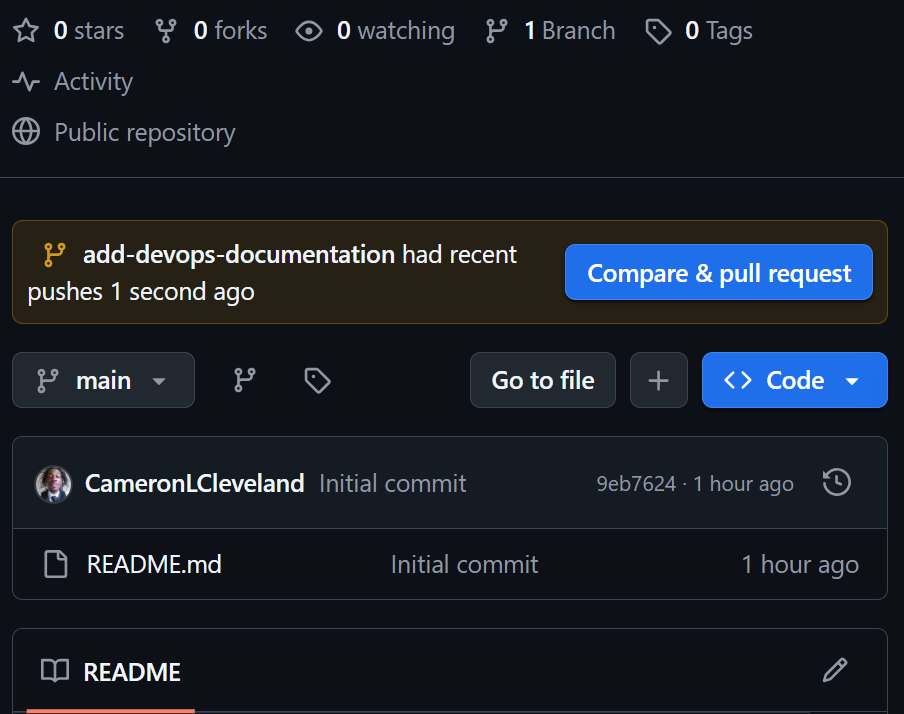 0 stars 0 forks 0 watching 1 Branch 0 Tags
Activity
Public repository
add-devops-documentation had recent
pushes 1 second ago
Compare & pull request
main Go to file Code
CameronLCleveland Initial commit 9eb7624 · 1 hour ago
README.md Initial commit 1 hour ago
README